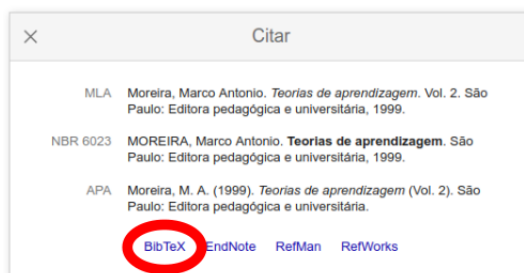 Citar
MLA Moreira, Marco Antonio. Teorias de aprendizagem. Vol. 2. São
Paulo: Editora pedagógica e universitária, 1999.
NBR 6023 MOREIRA, Marco Antonio. Teorias de aprendizagem. São
Paulo: Editora pedagógica e universitária, 1999.
APA Moreira, M. A. (1999). Teorias de aprendizagem (Vol. 2). São
Paulo: Editora pedagógica e universitária.
BibTeX EndNote RefMan RefWorks